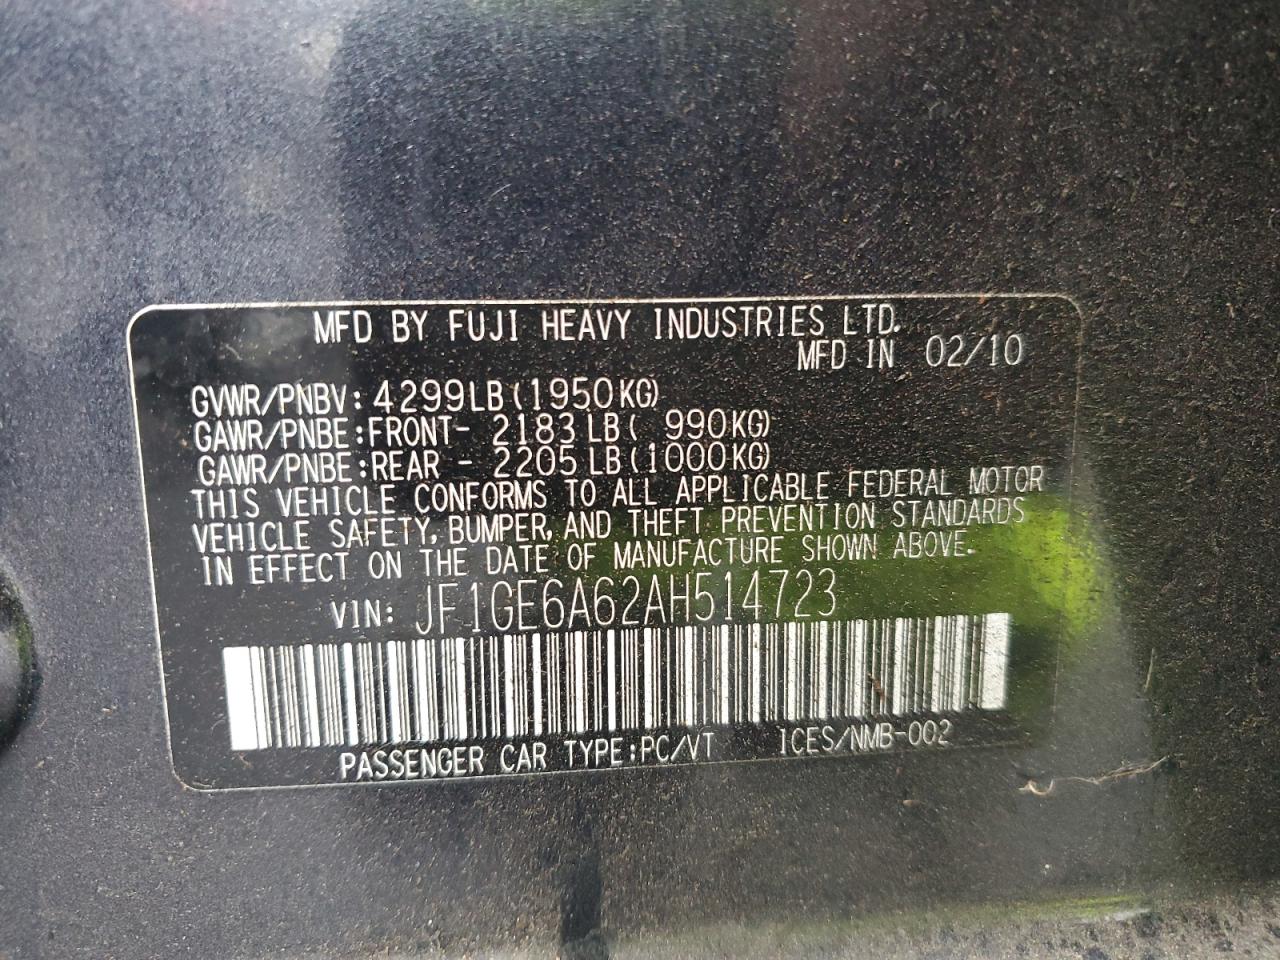 MFD BY FUJI HEAVY INDUSTRIES LTD.
MFD IN 02/10
GVWR/PNBV: 4299LB (1950KG)
GAWR/PNBE:FRONT- 2183LB( 990KG)
GAWR/PNBE:REAR - 2205LB(1000KG)
THIS VEHICLE CONFORMS TO ALL APPLICABLE FEDERAL MOTOR
VEHICLE SAFETY, BUMPER, AND THEFT PREVENTION STANDARDS
IN EFFECT ON THE DATE OF MANUFACTURE SHOWN ABOVE.
VIN: JF1GE6A62AH514723
PASSENGER CAR TYPE:PC/VT ICES/NMB-002